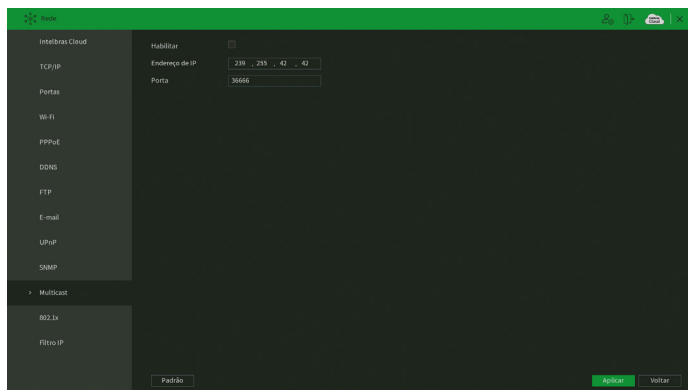 Rede
Intelbras Cloud
TCP/IP
Portas
Wi-Fi
PPPoE
DDNS
FTP
E-mail
UPnP
SNMP
> Multicast
802.1x
Filtro IP
Habilitar
Endereço de IP 239 . 255 . 42 . 42
Porta 36666
Padrão
Aplicar Voltar